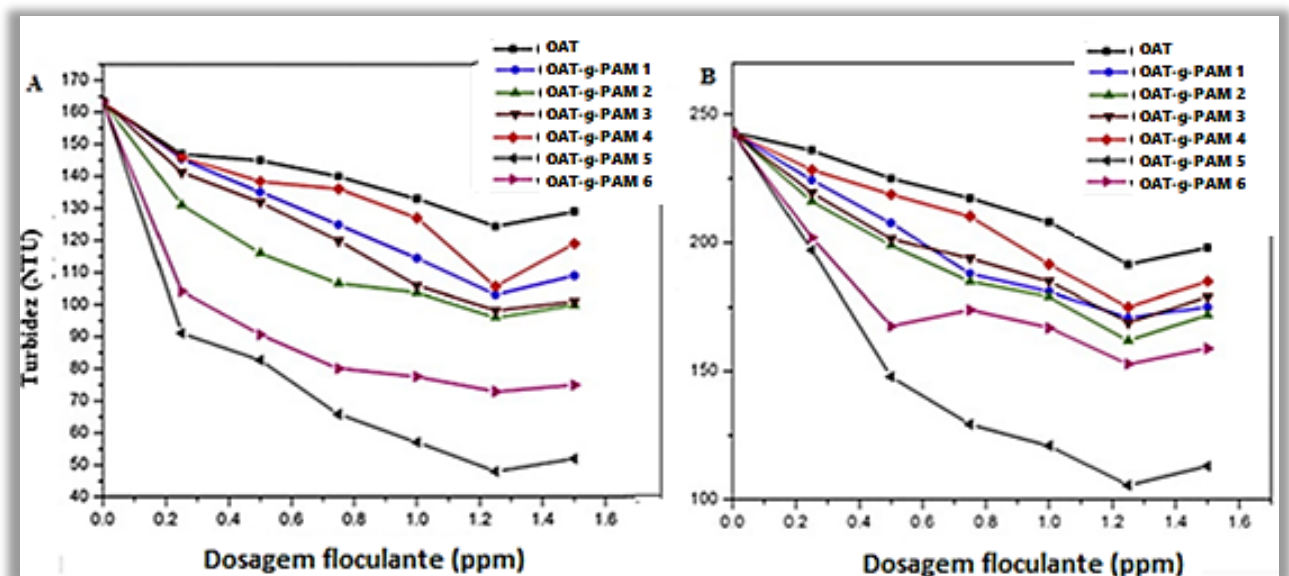 A
OAT
OAT-g-PAM 1
OAT-g-PAM 2
OAT-g-PAM 3
OAT-g-PAM 4
OAT-g-PAM 5
OAT-g-PAM 6
Turbidez (NTU)
170
160
150
140
130
120
110
100
90
80
70
60
50
40
0.0 0.2 0.4 0.6 0.8 1.0 1.2 1.4 1.6
Dosagem floculante (ppm)
B
OAT
OAT-g-PAM 1
OAT-g-PAM 2
OAT-g-PAM 3
OAT-g-PAM 4
OAT-g-PAM 5
OAT-g-PAM 6
250
200
150
100
0.0 0.2 0.4 0.6 0.8 1.0 1.2 1.4 1.6
Dosagem floculante (ppm)